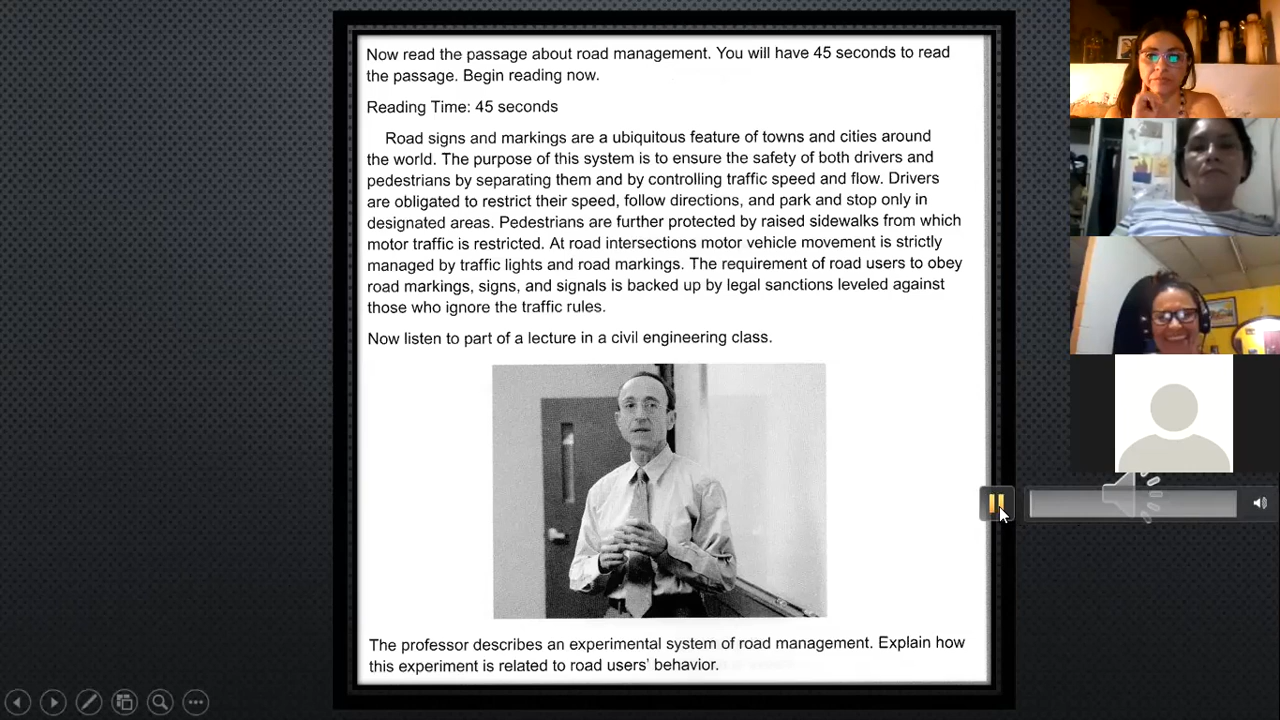 Now read the passage about road management. You will have 45 seconds to read
the passage. Begin reading now.
Reading Time: 45 seconds
Road signs and markings are a ubiquitous feature of towns and cities around
the world. The purpose of this system is to ensure the safety of both drivers and
pedestrians by separating them and by controlling traffic speed and flow. Drivers
are obligated to restrict their speed, follow directions, and park and stop only in
designated areas. Pedestrians are further protected by raised sidewalks from which
motor traffic is restricted. At road intersections motor vehicle movement is strictly
managed by traffic lights and road markings. The requirement of road users to obey
road markings, signs, and signals is backed up by legal sanctions leveled against
those who ignore the traffic rules.
Now listen to part of a lecture in a civil engineering class.
The professor describes an experimental system of road management. Explain how
this experiment is related to road users' behavior.